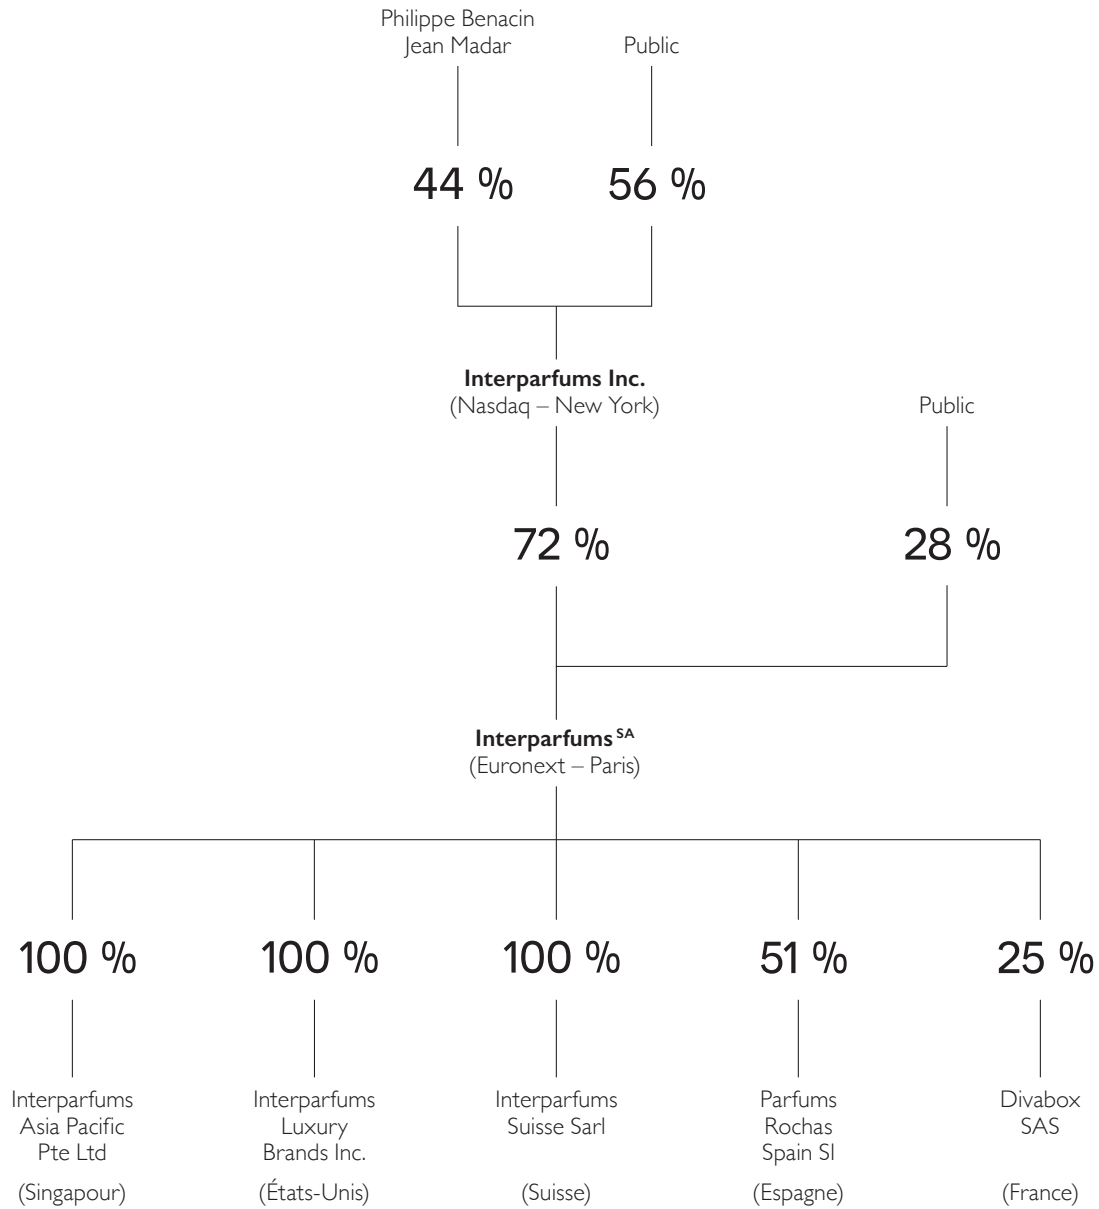 Philippe Benacin
Jean Madar
Public
44 %
56 %
Interparfums Inc.
(Nasdaq – New York)
Public
72 %
28 %
Interparfums SA
(Euronext – Paris)
100 %
100 %
100 %
51 %
25 %
Interparfums
Asia Pacific
Pte Ltd
(Singapour)
Interparfums
Luxury
Brands Inc.
(États-Unis)
Interparfums
Suisse Sarl
(Suisse)
Parfums
Rochas
Spain Sl
(Espagne)
Divabox
SAS
(France)